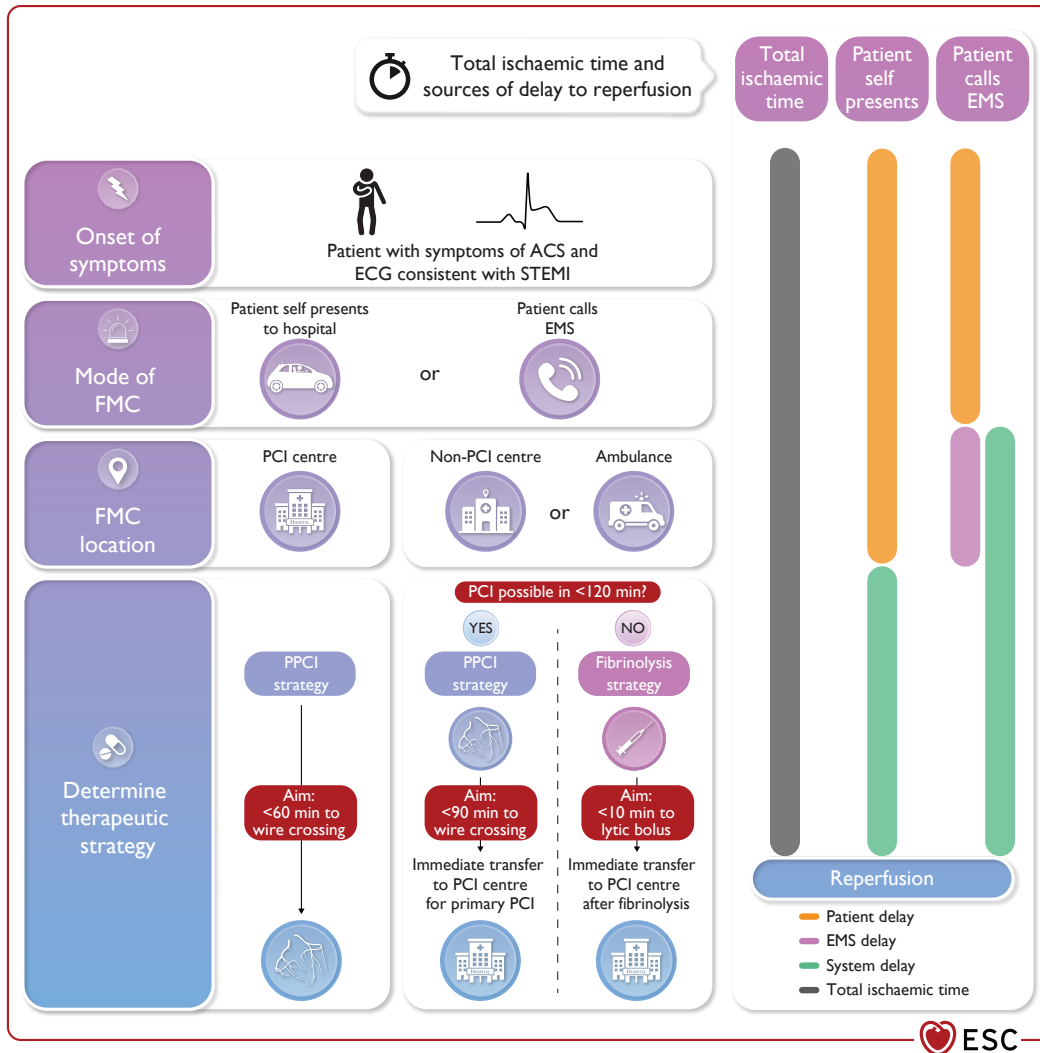 Total ischaemic time and
sources of delay to reperfusion
Total
ischaemic
time
Patient
self
presents
Patient
calls
EMS
Onset of
symptoms
Patient with symptoms of ACS and
ECG consistent with STEMI
Mode of
FMC
Patient self presents
to hospital
or
Patient calls
EMS
FMC
location
PCI centre
HOSPITAL
Non-PCI centre
or
Ambulance
Determine
therapeutic
strategy
PPCI
strategy
Aim:
<60 min to
wire crossing
PCI possible in <120 min?
YES
PPCI
strategy
Aim:
<90 min to
wire crossing
Immediate transfer
to PCI centre
for primary PCI
HOSPITAL
NO
Fibrinolysis
strategy
Aim:
<10 min to
lytic bolus
Immediate transfer
to PCI centre
after fibrinolysis
HOSPITAL
Reperfusion
Patient delay
EMS delay
System delay
Total ischaemic time
ESC